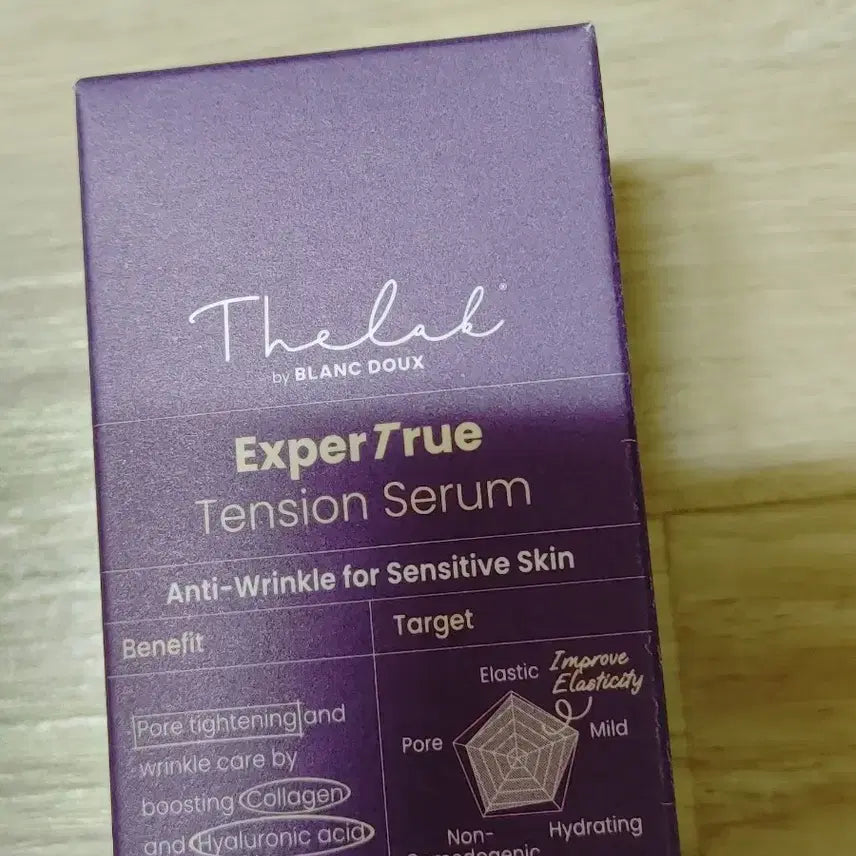 Thelab®
by BLANC DOUX
ExperTrue
Tension Serum
Anti-Wrinkle for Sensitive Skin
Benefit
Pore tightening and
wrinkle care by
boosting Collagen
and Hyaluronic acid
Target
Elastic
Improve
Elasticity
Mild
Pore
Hydrating
Non-
Comedogenic